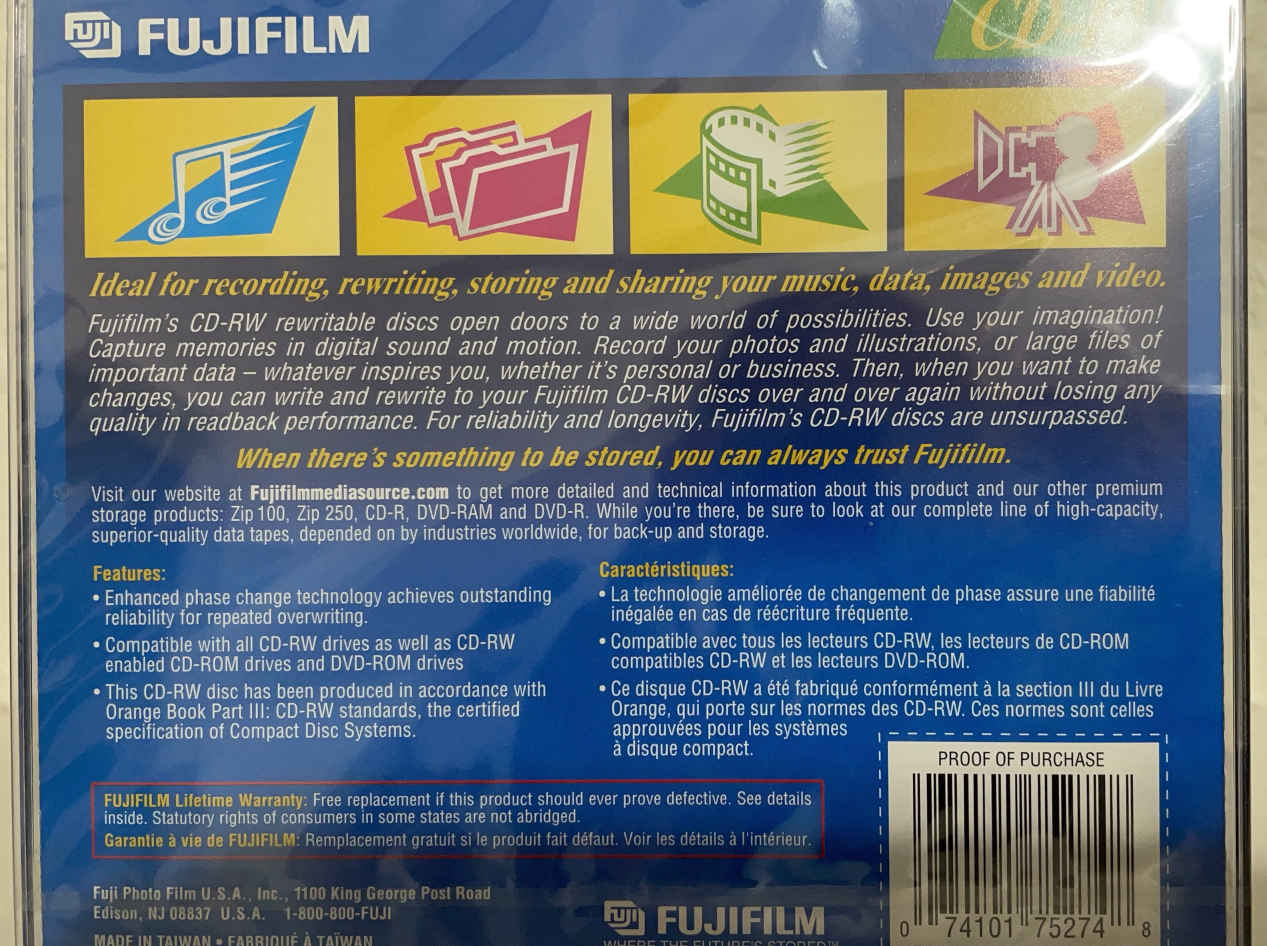 FUJI FUJIFILM
Ideal for recording, rewriting, storing and sharing your music, data, images and video.
Fujifilm's CD-RW rewritable discs open doors to a wide world of possibilities. Use your imagination!
Capture memories in digital sound and motion. Record your photos and illustrations, or large files of
important data – whatever inspires you, whether it's personal or business. Then, when you want to make
changes, you can write and rewrite to your Fujifilm CD-RW discs over and over again without losing any
quality in readback performance. For reliability and longevity, Fujifilm's CD-RW discs are unsurpassed.
When there's something to be stored, you can always trust Fujifilm.
Visit our website at Fujifilmmediasource.com to get more detailed and technical information about this product and our other premium
storage products: Zip 100, Zip 250, CD-R, DVD-RAM and DVD-R. While you're there, be sure to look at our complete line of high-capacity,
superior-quality data tapes, depended on by industries worldwide, for back-up and storage.
Features:
• Enhanced phase change technology achieves outstanding
reliability for repeated overwriting.
• Compatible with all CD-RW drives as well as CD-RW
enabled CD-ROM drives and DVD-ROM drives
• This CD-RW disc has been produced in accordance with
Orange Book Part III: CD-RW standards, the certified
specification of Compact Disc Systems.
Caractéristiques:
• La technologie améliorée de changement de phase assure une fiabilité
inégalée en cas de réécriture fréquente.
• Compatible avec tous les lecteurs CD-RW, les lecteurs de CD-ROM
compatibles CD-RW et les lecteurs DVD-ROM.
• Ce disque CD-RW a été fabriqué conformément à la section III du Livre
Orange, qui porte sur les normes des CD-RW. Ces normes sont celles
approuvées pour les systèmes
à disque compact.
FUJIFILM Lifetime Warranty: Free replacement if this product should ever prove defective. See details
inside. Statutory rights of consumers in some states are not abridged.
Garantie à vie de FUJIFILM: Remplacement gratuit si le produit fait défaut. Voir les détails à l'intérieur.
Fuji Photo Film U.S.A., Inc., 1100 King George Post Road
Edison, NJ 08837 U.S.A. 1-800-800-FUJI
MADE IN TAIWAN • FABRIQUÉ À TAÏWAN
FUJI FUJIFILM
WHERE THE FUTURE'S STORED™
PROOF OF PURCHASE
0 74101 75274 8